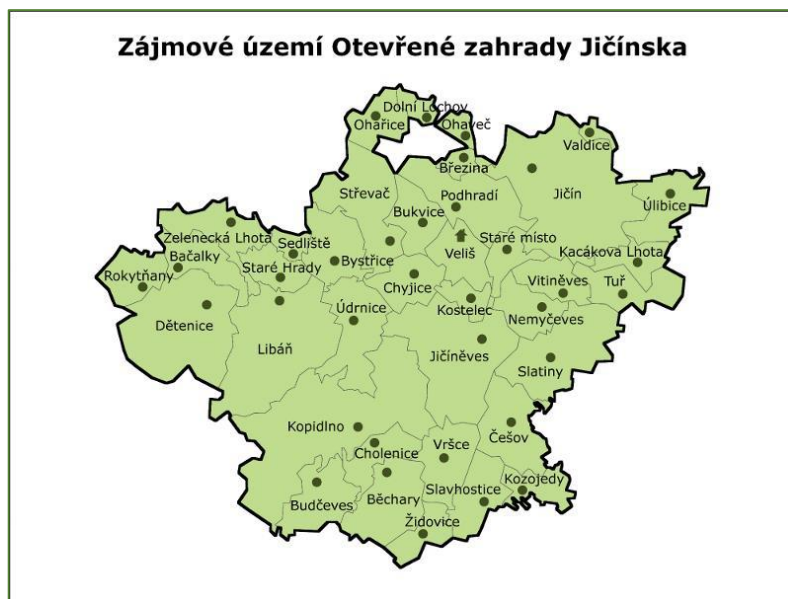 Zájmové území Otevřené zahrady Jičínska
Dolní Lochov
Ohařice
Ohaveč
Valdice
Březina
Střevač
Podhradí
Jičín
Úlibice
Bukvice
Zelenecká Lhota
Sedliště
Staré místo
Veliš
Kacákova Lhota
Bačalky
Bystřice
Rokytňany
Staré Hrady
Chyjice
Vitiněves
Tuř
Údrnice
Kostelec
Nemyčeves
Dětenice
Libáň
Jičíněves
Slatiny
Kopidlno
Češov
Vršce
Cholenice
Kozojedy
Budčeves
Běchary
Slavhostice
Židovice